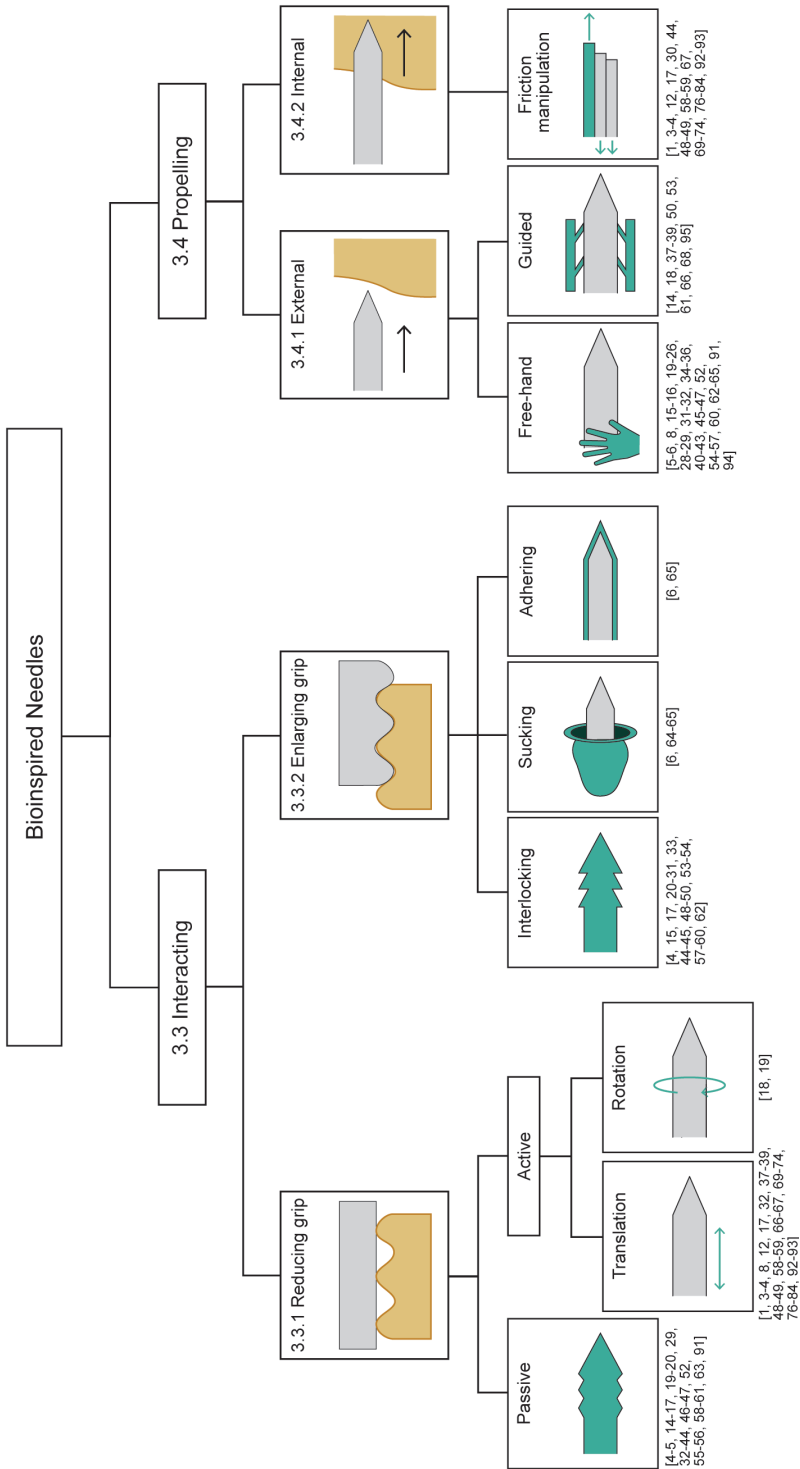 Bioinspired Needles
3.3 Interacting
3.4 Propelling
3.3.1 Reducing grip
3.3.2 Enlarging grip
3.4.1 External
3.4.2 Internal
Passive
[4-5, 14-17, 19-20, 29,
32-44, 46-47, 52,
55-56, 58-61, 63, 91]
Active
Translation
[1, 3-4, 8, 12, 17, 32, 37-39,
48-49, 58-59, 66-67, 69-74,
76-84, 92-93]
Rotation
[18, 19]
Interlocking
[4, 15, 17, 20-31, 33,
44-45, 48-50, 53-54,
57-60, 62]
Sucking
[6, 64-65]
Adhering
[6, 65]
Free-hand
[5-6, 8, 15-16, 19-26,
28-29, 31-32, 34-36,
40-43, 45-47, 52,
54-57, 60, 62-65, 91,
94]
Guided
[14, 18, 37-39, 50, 53,
61, 66, 68, 95]
Friction
manipulation
[1, 3-4, 12, 17, 30, 44,
48-49, 58-59, 67,
69-74, 76-84, 92-93]